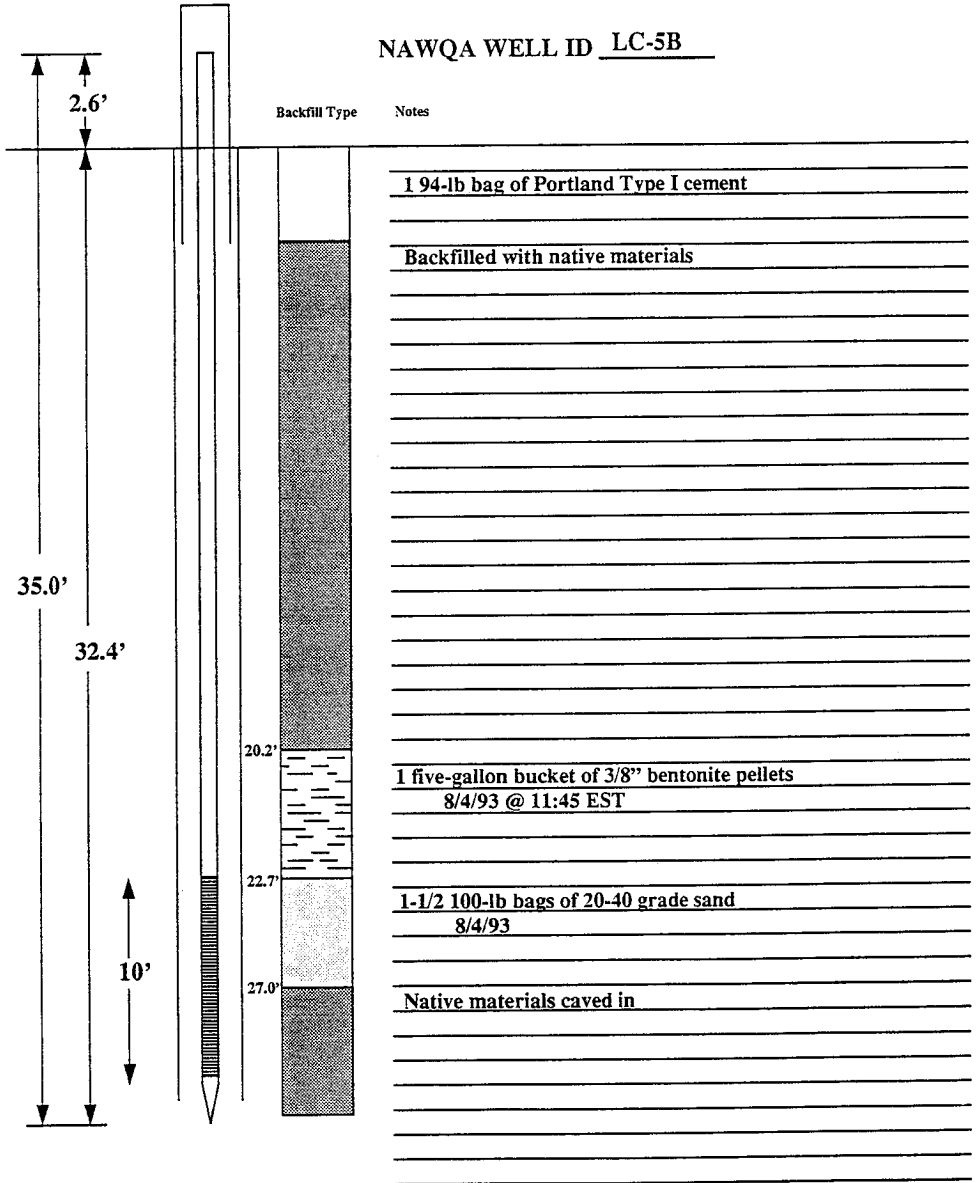 NAWQA WELL ID LC-5B
2.6’
Backfill Type Notes
1 94-lb bag of Portland Type I cement
Backfilled with native materials
35.0’
32.4’
20.2’
1 five-gallon bucket of 3/8” bentonite pellets
8/4/93 @ 11:45 EST
22.7’
1-1/2 100-lb bags of 20-40 grade sand
8/4/93
10’
27.0’
Native materials caved in